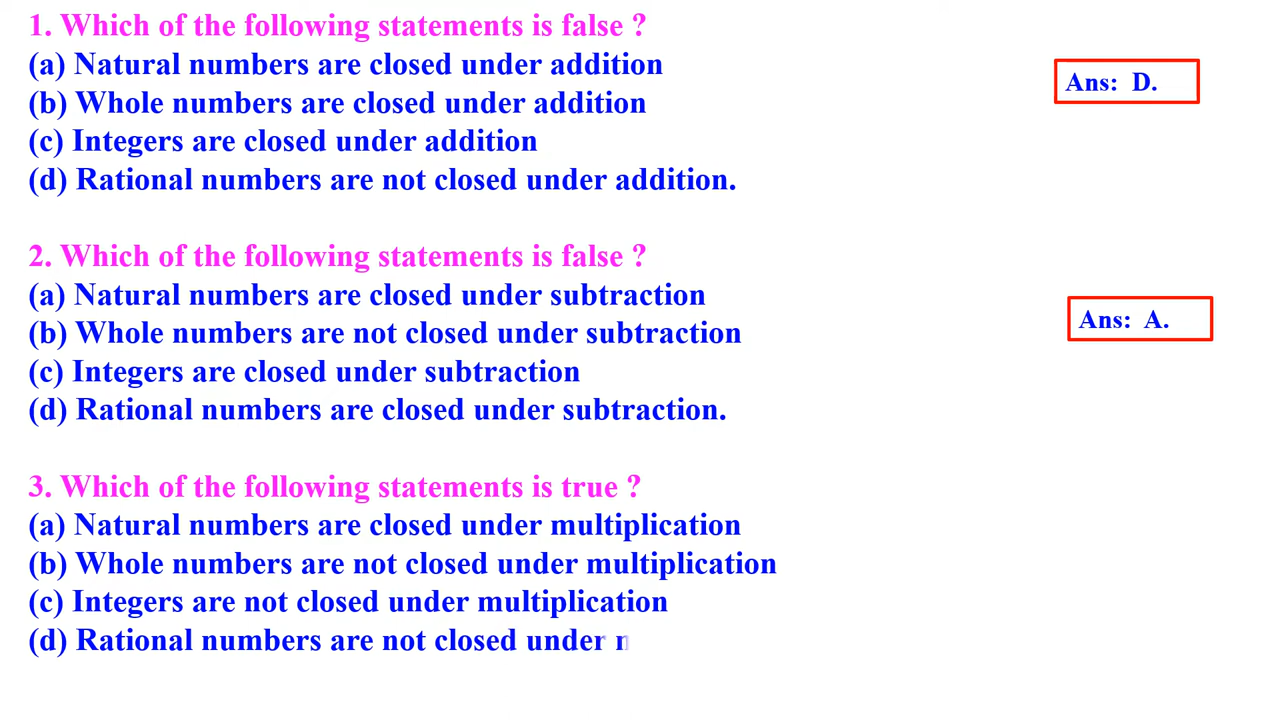 1. Which of the following statements is false ?
(a) Natural numbers are closed under addition
Ans: D.
(b) Whole numbers are closed under addition
(c) Integers are closed under addition
(d) Rational numbers are not closed under addition.
2. Which of the following statements is false ?
(a) Natural numbers are closed under subtraction
Ans: A.
(b) Whole numbers are not closed under subtraction
(c) Integers are closed under subtraction
(d) Rational numbers are closed under subtraction.
3. Which of the following statements is true ?
(a) Natural numbers are closed under multiplication
(b) Whole numbers are not closed under multiplication
(c) Integers are not closed under multiplication
(d) Rational numbers are not closed under